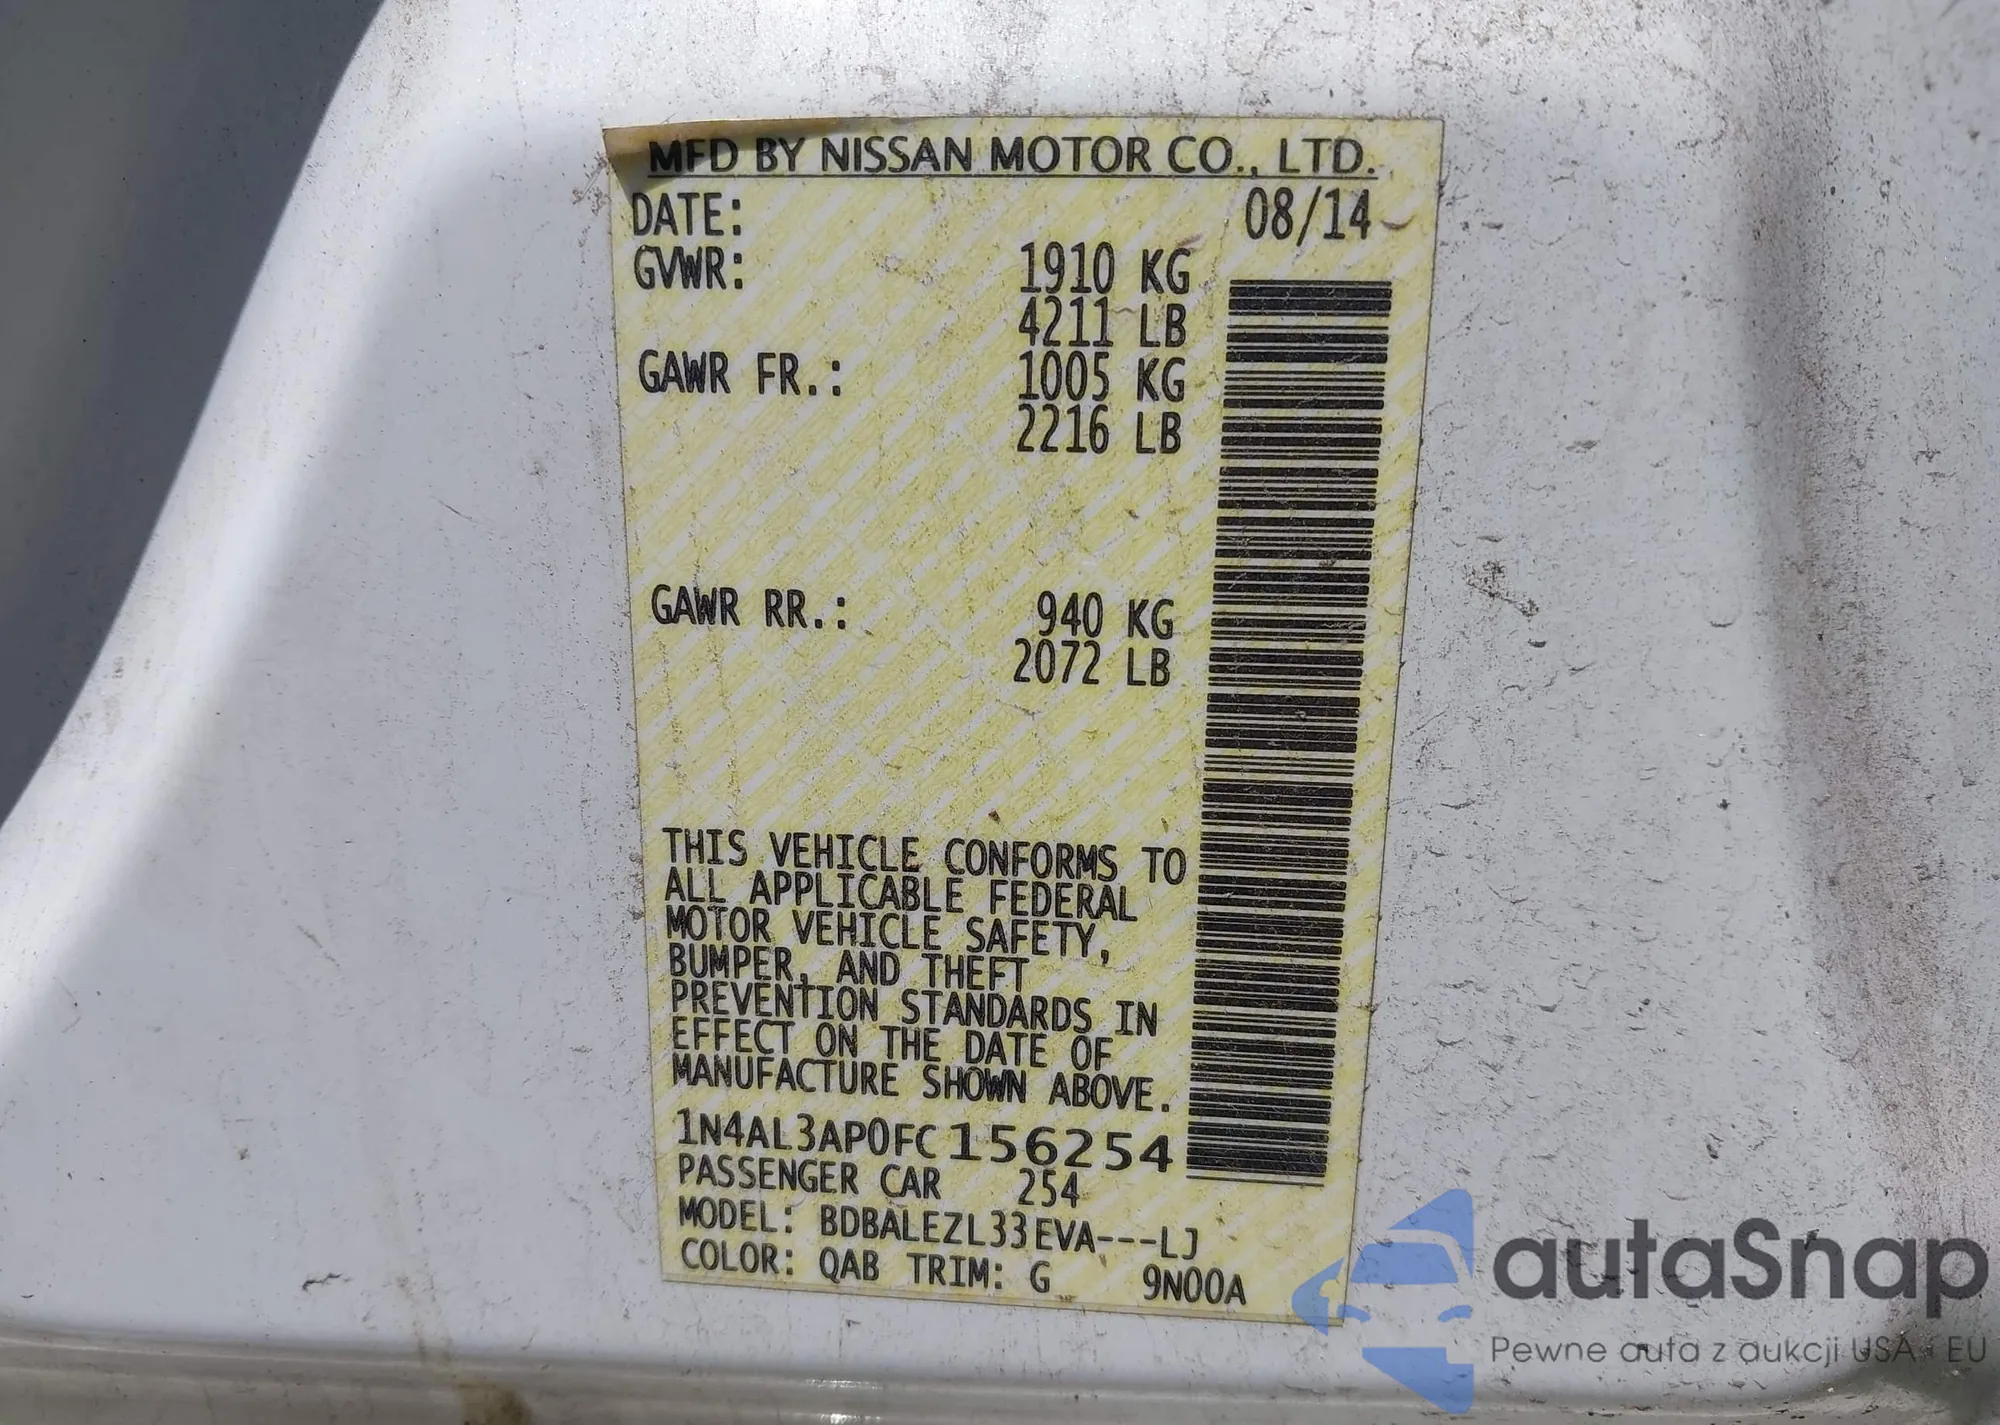 MFD BY NISSAN MOTOR CO., LTD.
DATE: 08/14
GVWR: 1910 KG
4211 LB
GAWR FR.: 1005 KG
2216 LB
GAWR RR.: 940 KG
2072 LB
THIS VEHICLE CONFORMS TO
ALL APPLICABLE FEDERAL
MOTOR VEHICLE SAFETY,
BUMPER, AND THEFT
PREVENTION STANDARDS IN
EFFECT ON THE DATE OF
MANUFACTURE SHOWN ABOVE.
1N4AL3AP0FC156254
PASSENGER CAR 254
MODEL: BDBALEZL33EVA---LJ
COLOR: QAB TRIM: G 9N00A
autaSnap
Pewne auta z aukcji USA i EU